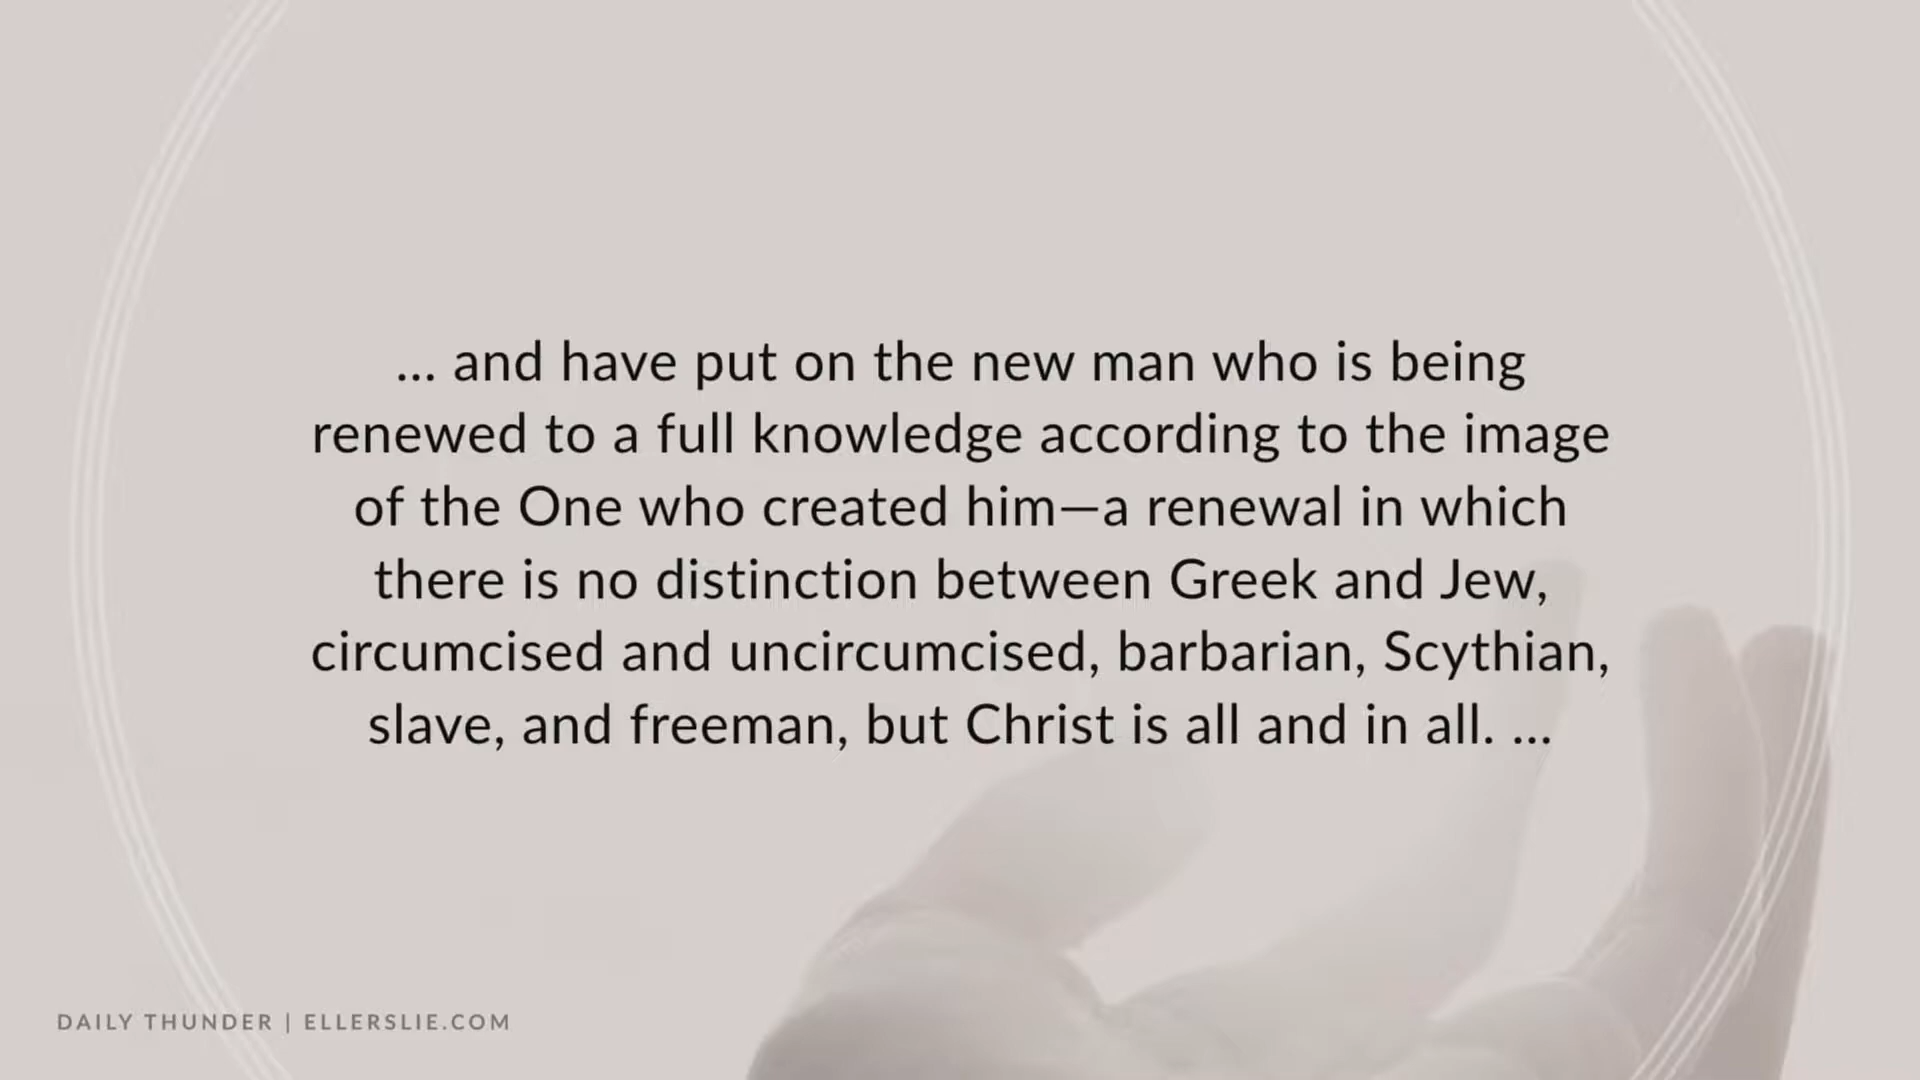 ... and have put on the new man who is being
renewed to a full knowledge according to the image
of the One who created him—a renewal in which
there is no distinction between Greek and Jew,
circumcised and uncircumcised, barbarian, Scythian,
slave, and freeman, but Christ is all and in all. ...
DAILY THUNDER | ELLERSLIE.COM